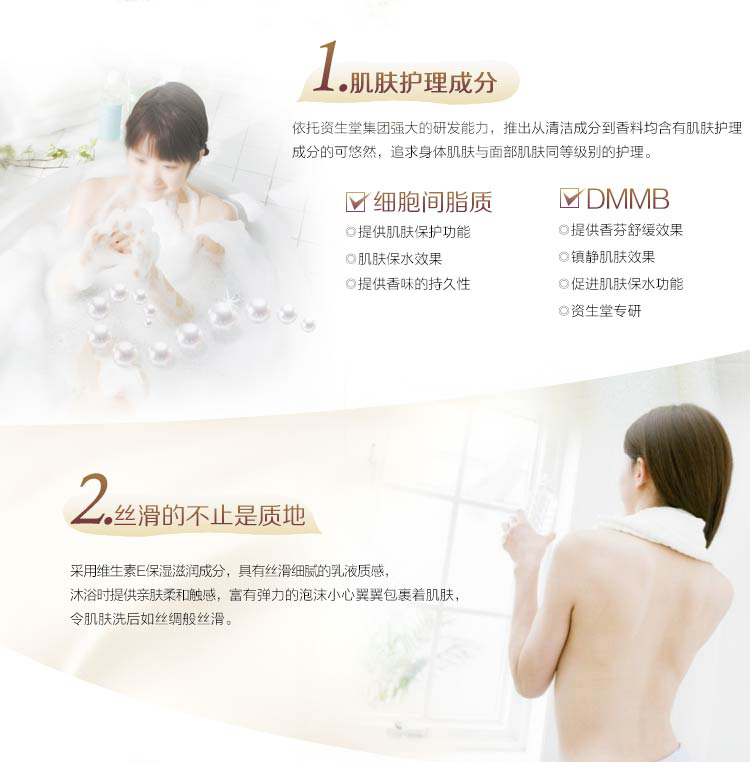 1.肌肤护理成分
依托资生堂集团强大的研发能力，推出从清洁成分到香料均含有肌肤护理
成分的可悠然，追求身体肌肤与面部肌肤同等级别的护理。
细胞间脂质
◎提供肌肤保护功能
◎肌肤保水效果
◎提供香味的持久性
DMMB
◎提供香芬舒缓效果
◎镇静肌肤效果
◎促进肌肤保水功能
◎资生堂专研
2.丝滑的不止是质地
采用维生素E保湿滋润成分，具有丝滑细腻的乳液质感，
沐浴时提供亲肤柔和触感，富有弹力的泡沫小心翼翼包裹着肌肤，
令肌肤洗后如丝绸般丝滑。